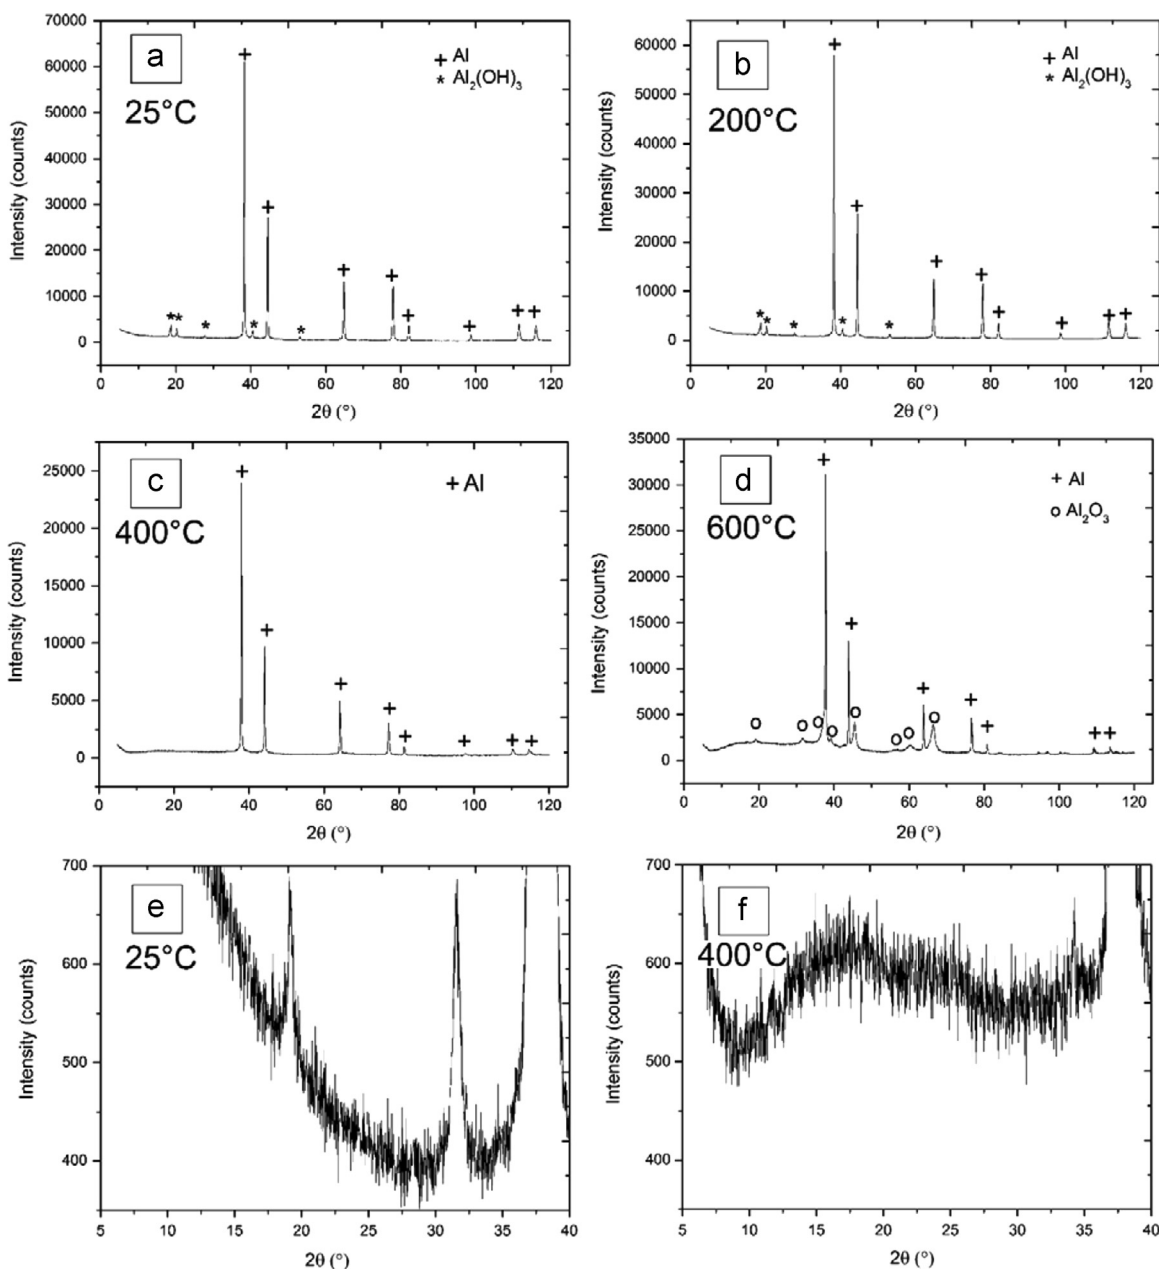 a
25°C
+ Al
* Al₂(OH)₃
Intensity (counts)
70000
60000
50000
40000
30000
20000
10000
0
0 20 40 60 80 100 120
2θ (°)
b
200°C
+ Al
* Al₂(OH)₃
Intensity (counts)
60000
50000
40000
30000
20000
10000
0
0 20 40 60 80 100 120
2θ (°)
c
400°C
+ Al
Intensity (counts)
25000
20000
15000
10000
5000
0
0 20 40 60 80 100 120
2θ (°)
d
600°C
+ Al
o Al₂O₃
Intensity (counts)
35000
30000
25000
20000
15000
10000
5000
0
0 20 40 60 80 100 120
2θ (°)
e
25°C
Intensity (counts)
700
600
500
400
5 10 15 20 25 30 35 40
2θ (°)
f
400°C
Intensity (counts)
700
600
500
400
5 10 15 20 25 30 35 40
2θ (°)